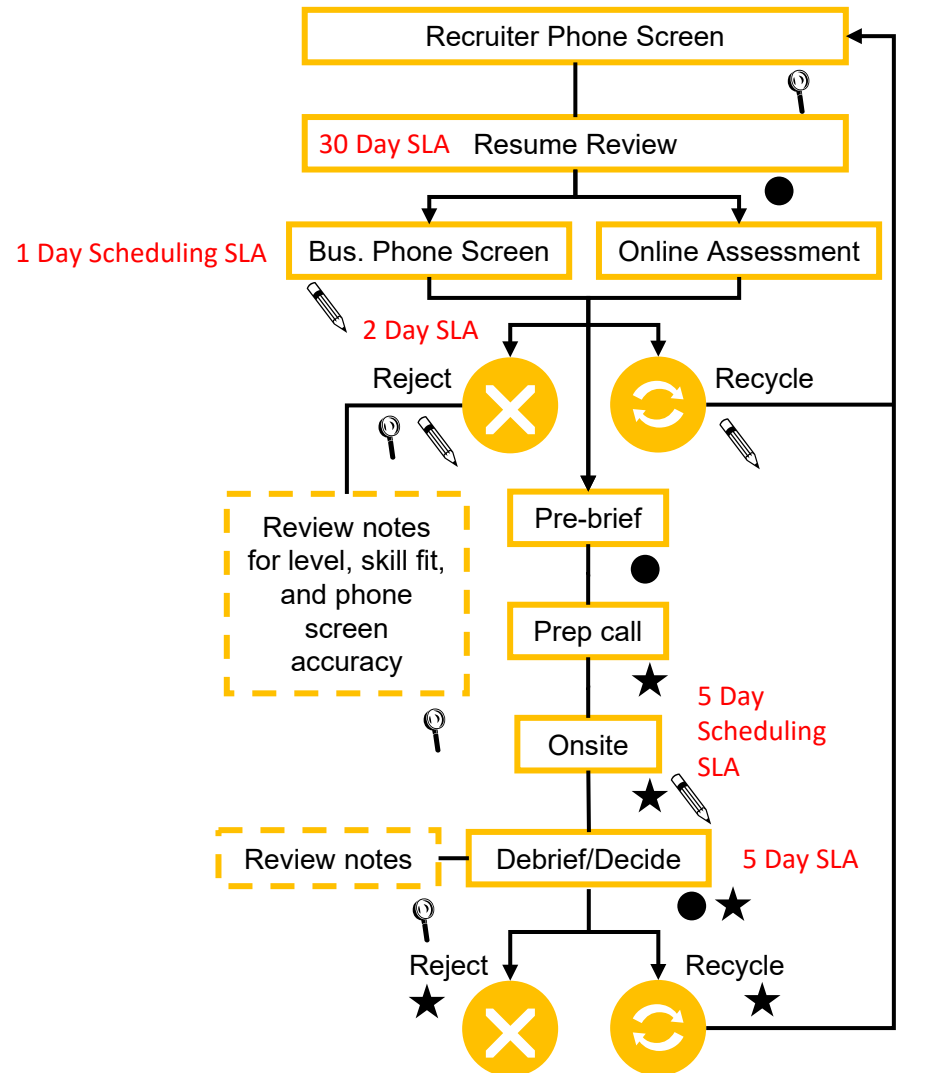 Recruiter Phone Screen
30 Day SLA Resume Review
1 Day Scheduling SLA
Bus. Phone Screen
Online Assessment
2 Day SLA
Reject
Recycle
Review notes
for level, skill fit,
and phone
screen
accuracy
Pre-brief
Prep call
5 Day
Scheduling
SLA
Onsite
Review notes
Debrief/Decide
5 Day SLA
Reject
Recycle